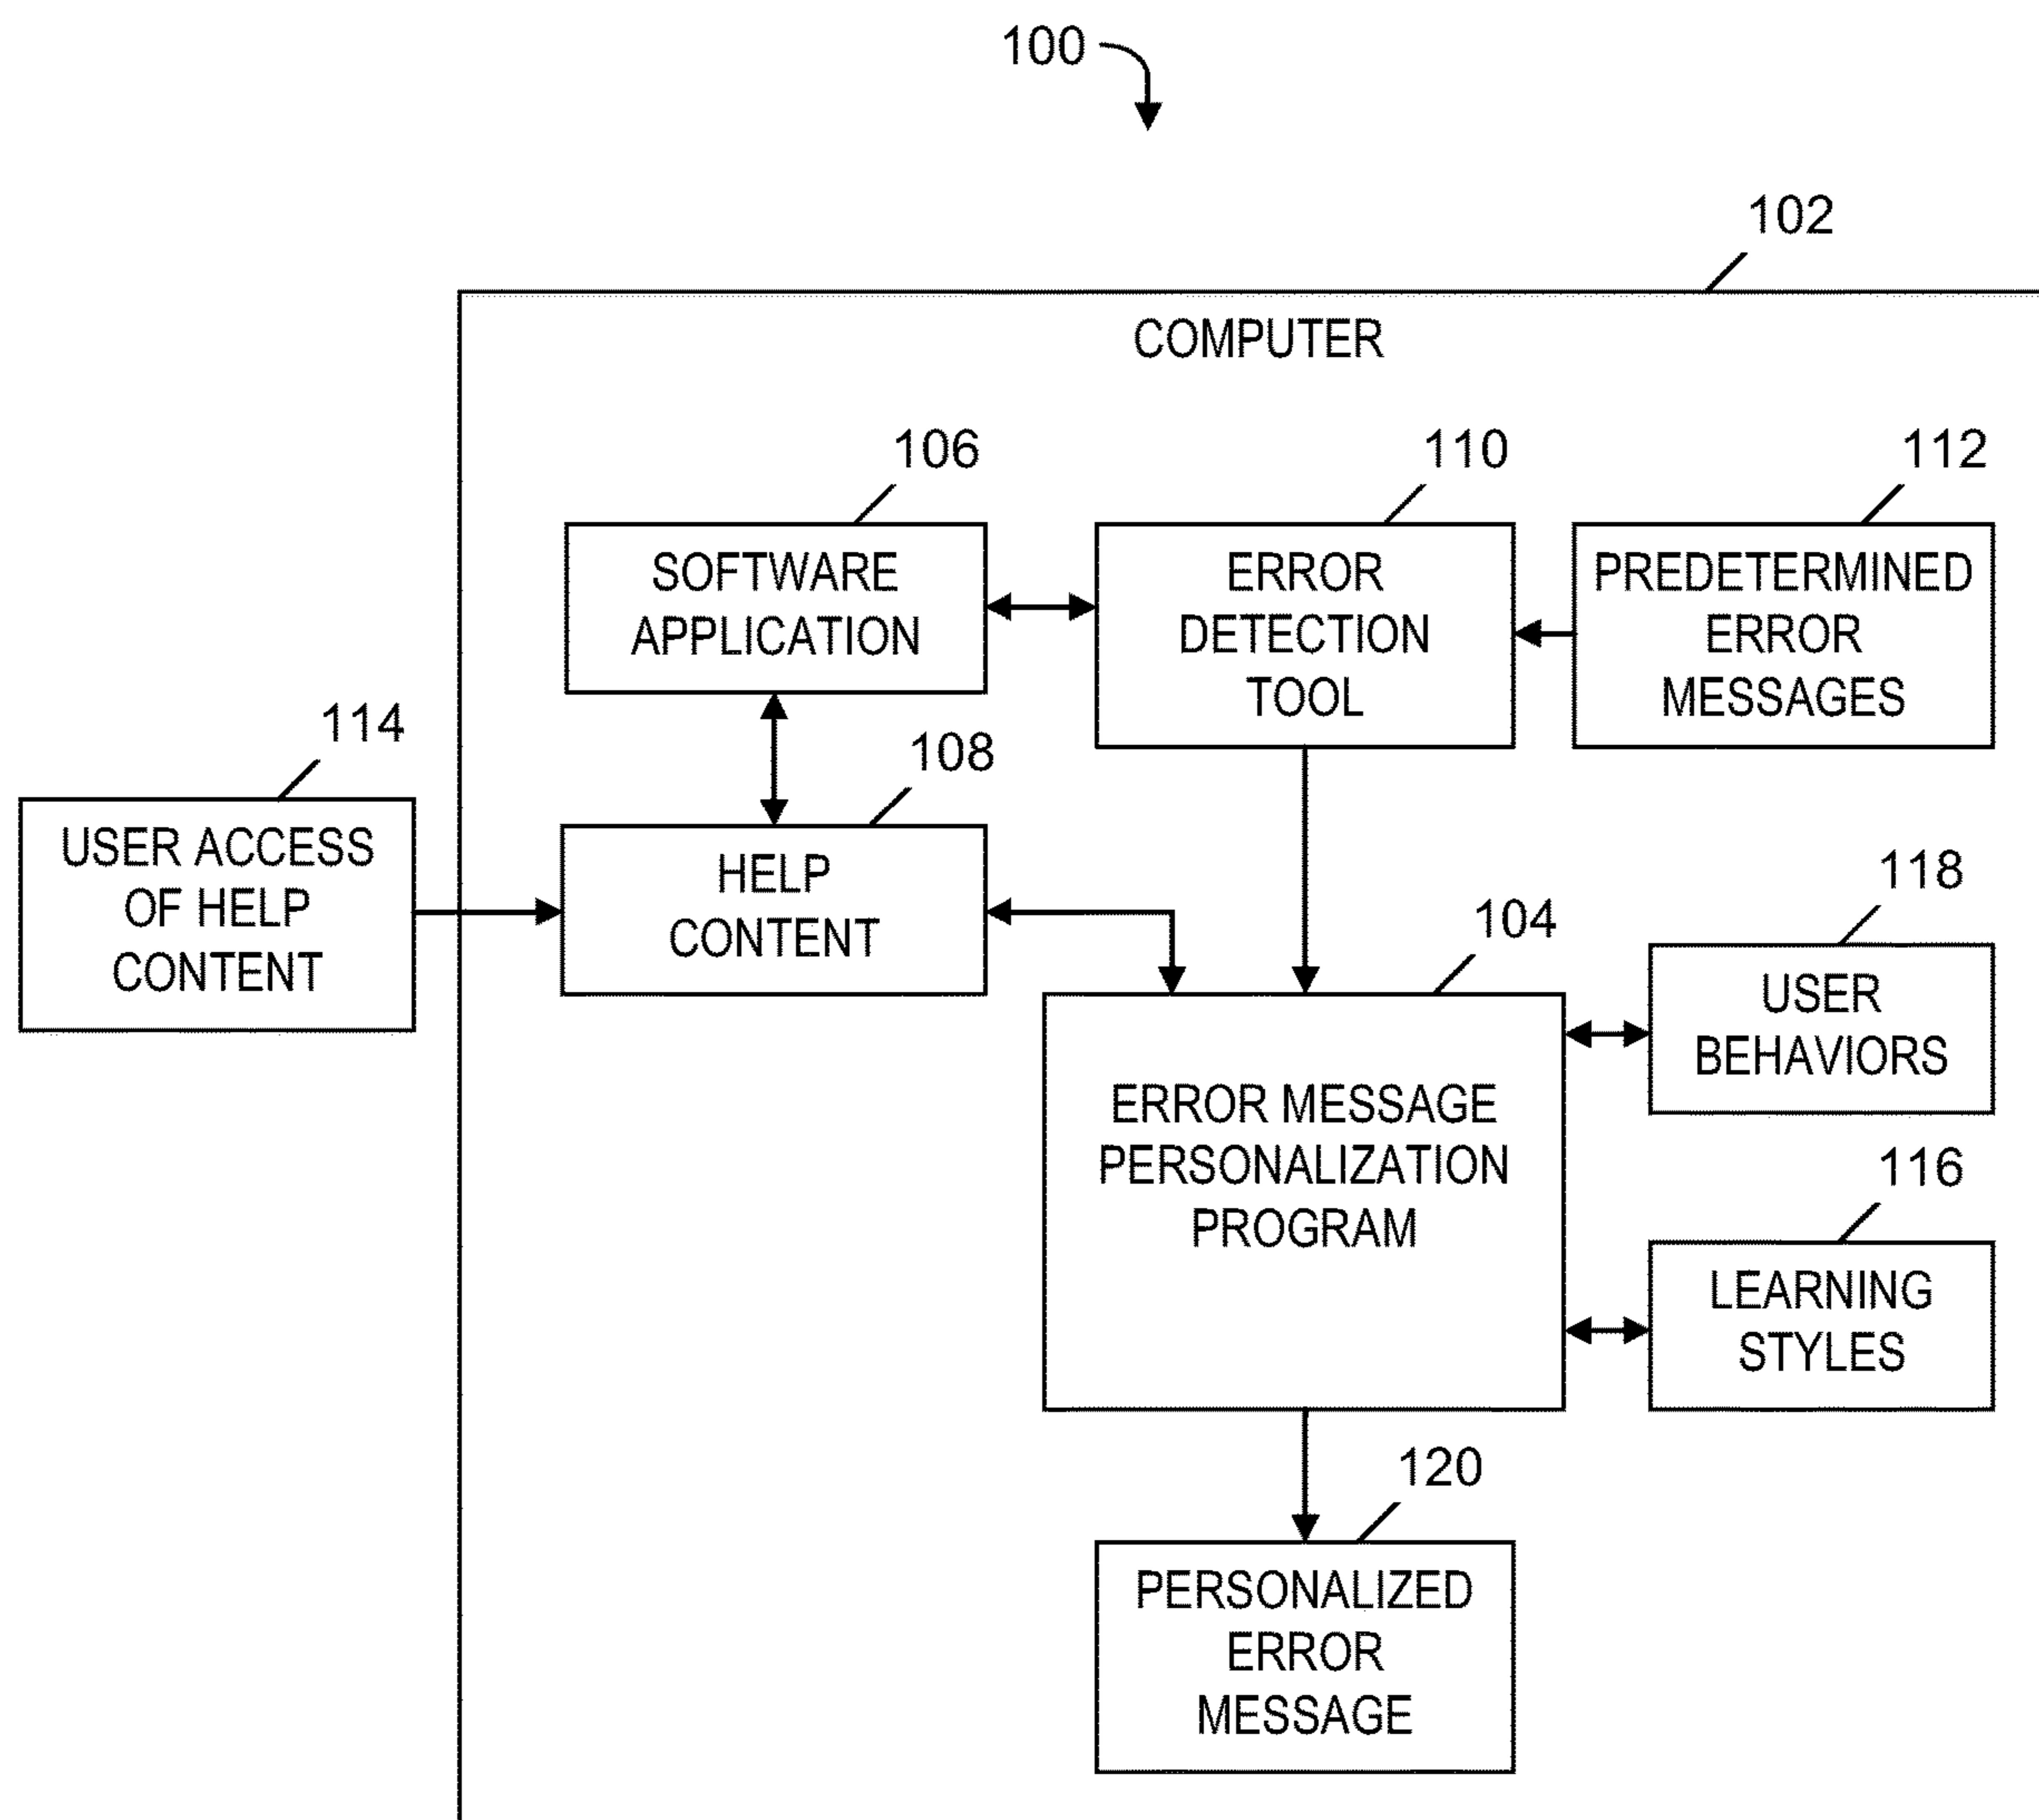 100
102
COMPUTER
106
110
112
SOFTWARE
APPLICATION
ERROR
DETECTION
TOOL
PREDETERMINED
ERROR
MESSAGES
114
108
USER ACCESS
OF HELP
CONTENT
HELP
CONTENT
118
104
USER
BEHAVIORS
ERROR MESSAGE
PERSONALIZATION
PROGRAM
116
LEARNING
STYLES
120
PERSONALIZED
ERROR
MESSAGE